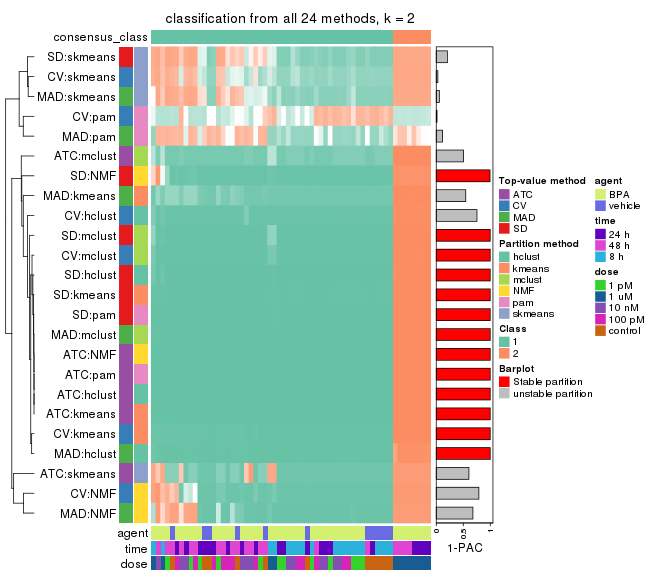 classification from all 24 methods, k = 2
consensus_class
SD:skmeans
CV:skmeans
MAD:skmeans
CV:pam
MAD:pam
ATC:mclust
SD:NMF
MAD:kmeans
CV:hclust
SD:mclust
CV:mclust
SD:hclust
SD:kmeans
SD:pam
MAD:mclust
ATC:NMF
ATC:pam
ATC:hclust
ATC:kmeans
CV:kmeans
MAD:hclust
ATC:skmeans
CV:NMF
MAD:NMF
agent
time
dose
0 0.5 1
1-PAC
Top-value method
ATC
CV
MAD
SD
Partition method
hclust
kmeans
mclust
NMF
pam
skmeans
Class
1
2
Barplot
Stable partition
unstable partition
agent
BPA
vehicle
time
24 h
48 h
8 h
dose
1 pM
1 uM
10 nM
100 pM
control